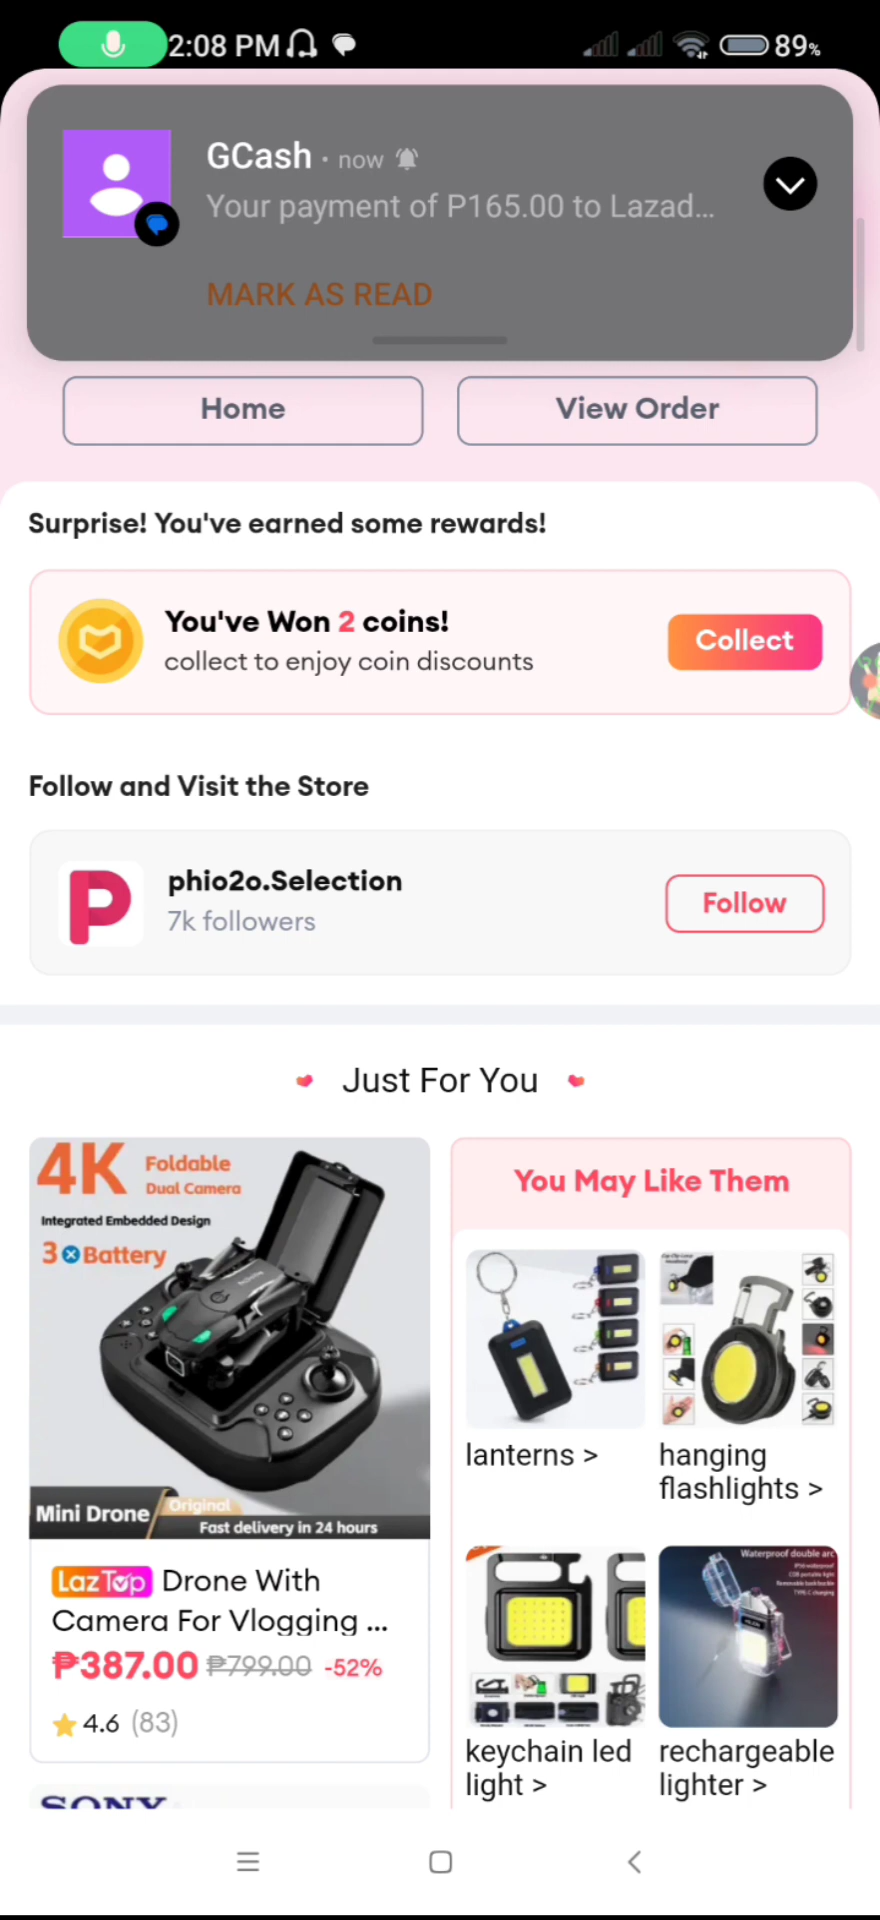 2:08 PM
89%
GCash · now
Your payment of P165.00 to Lazad...
MARK AS READ
Home
View Order
Surprise! You've earned some rewards!
You've Won 2 coins!
collect to enjoy coin discounts
Collect
Follow and Visit the Store
phio2o.Selection
7k followers
Follow
Just For You
4K Foldable
Dual Camera
Integrated Embedded Design
3 Battery
Mini Drone
Original
Fast delivery in 24 hours
LazTop Drone With
Camera For Vlogging ...
₱387.00 ₱799.00 -52%
4.6 (83)
SONY
You May Like Them
lanterns >
hanging
flashlights >
Waterproof double arc
keychain led
light >
rechargeable
lighter >